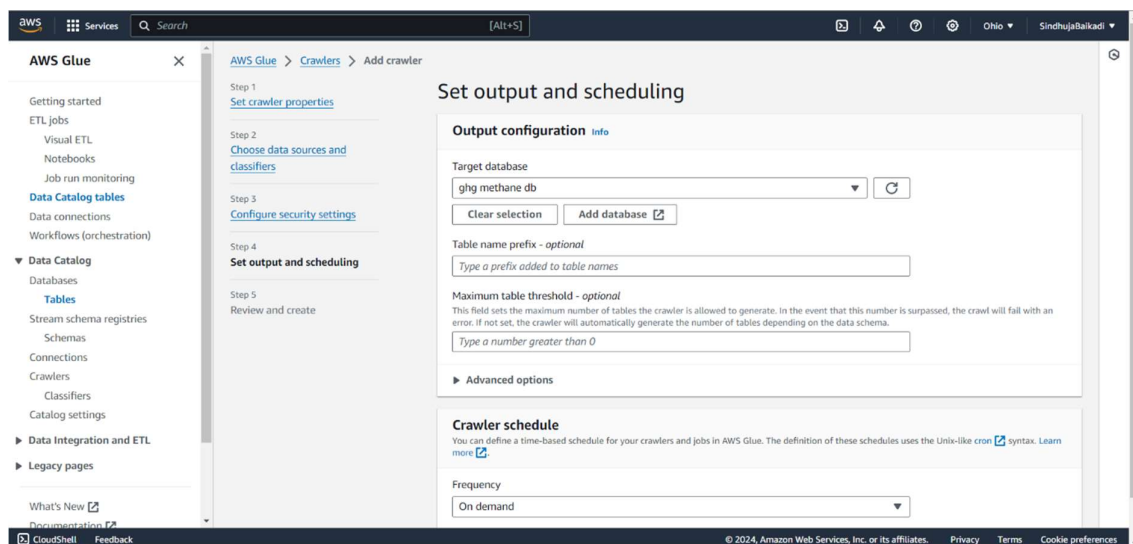 aws
Services
Search
[Alt+S]
Ohio
SindhujaBaikadi
AWS Glue
Getting started
ETL jobs
Visual ETL
Notebooks
Job run monitoring
Data Catalog tables
Data connections
Workflows (orchestration)
Data Catalog
Databases
Tables
Stream schema registries
Schemas
Connections
Crawlers
Classifiers
Catalog settings
Data Integration and ETL
Legacy pages
What's New
Documentation
AWS Glue > Crawlers > Add crawler
Step 1
Set crawler properties
Step 2
Choose data sources and
classifiers
Step 3
Configure security settings
Step 4
Set output and scheduling
Step 5
Review and create
Set output and scheduling
Output configuration Info
Target database
ghg methane db
Clear selection
Add database
Table name prefix - optional
Type a prefix added to table names
Maximum table threshold - optional
This field sets the maximum number of tables the crawler is allowed to generate. In the event that this number is surpassed, the crawl will fail with an
error. If not set, the crawler will automatically generate the number of tables depending on the data schema.
Type a number greater than 0
Advanced options
Crawler schedule
You can define a time-based schedule for your crawlers and jobs in AWS Glue. The definition of these schedules uses the Unix-like cron syntax. Learn
more.
Frequency
On demand
CloudShell
Feedback
© 2024, Amazon Web Services, Inc. or its affiliates.
Privacy
Terms
Cookie preferences